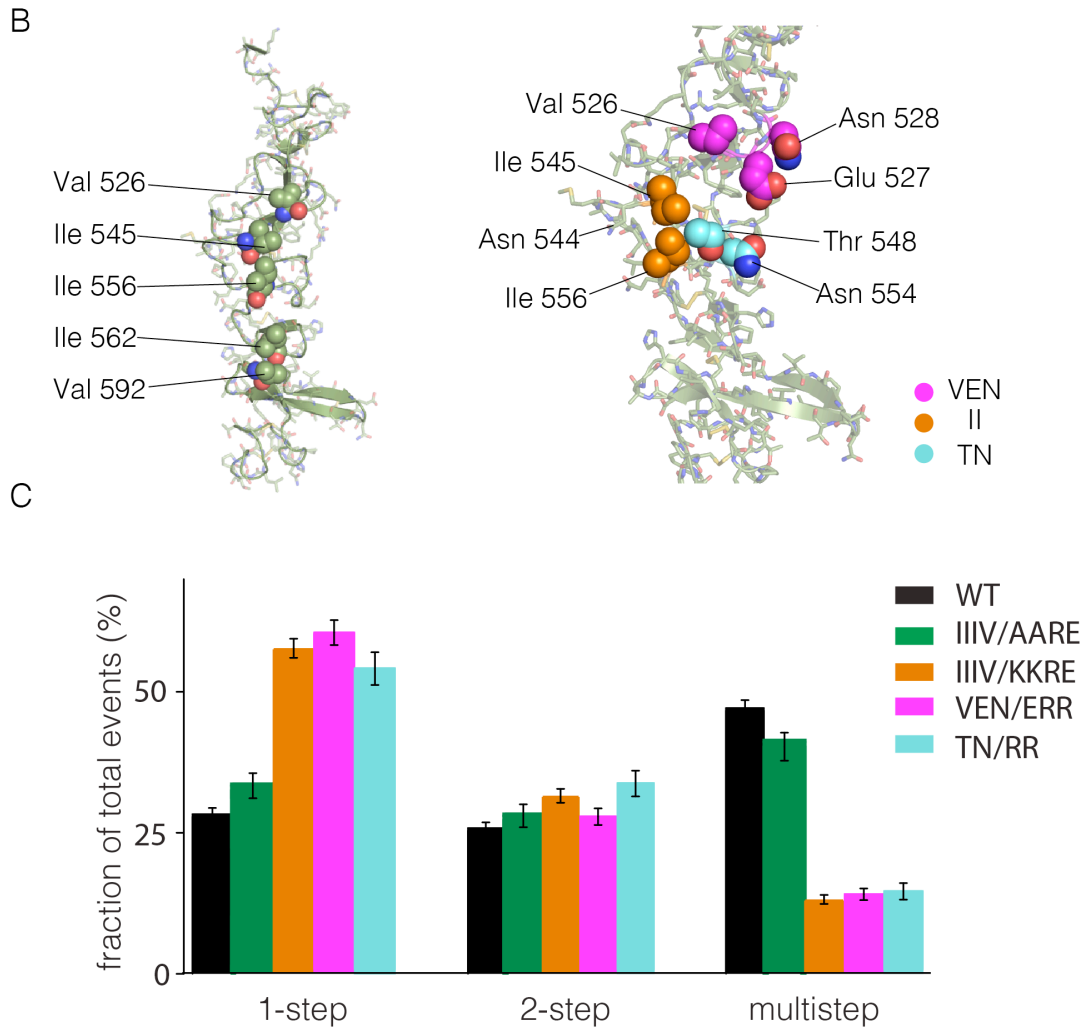 B
Val 526
Ile 545
Ile 556
Ile 562
Val 592
Val 526
Ile 545
Asn 544
Ile 556
Asn 528
Glu 527
Thr 548
Asn 554
VEN
II
TN
C
fraction of total events (%)
50
25
0
1-step
2-step
multistep
WT
IIIV/AARE
IIIV/KKRE
VEN/ERR
TN/RR